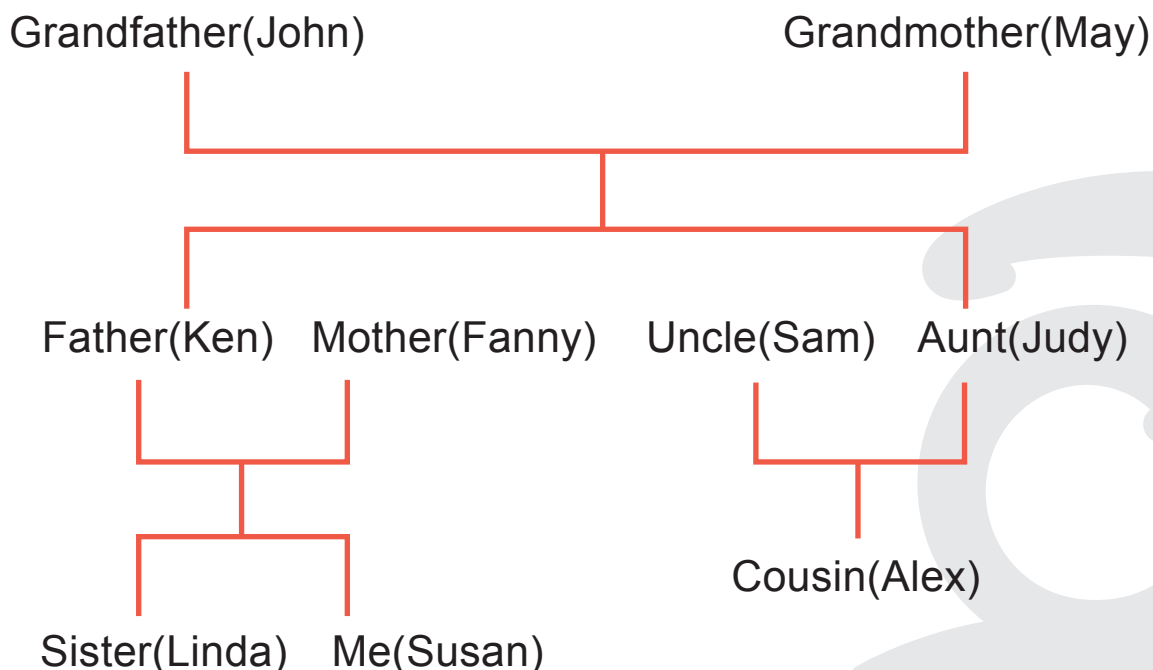 Grandfather(John) Grandmother(May)
Father(Ken) Mother(Fanny) Uncle(Sam) Aunt(Judy)
Cousin(Alex)
Sister(Linda) Me(Susan)